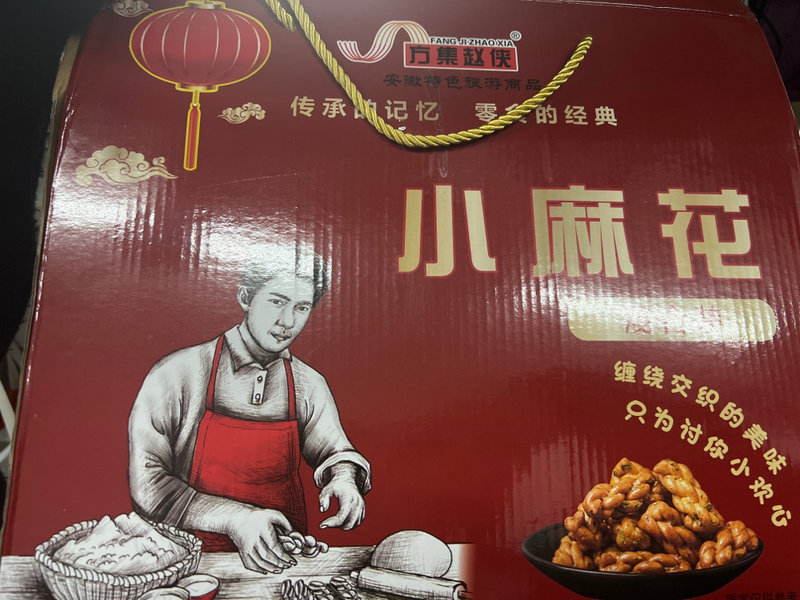 FANG JI ZHAO XIA®
方集赵侠
安徽特色旅游商品
传承的记忆 零食的经典
小麻花
缠绕交织的美味
只为讨你小欢心